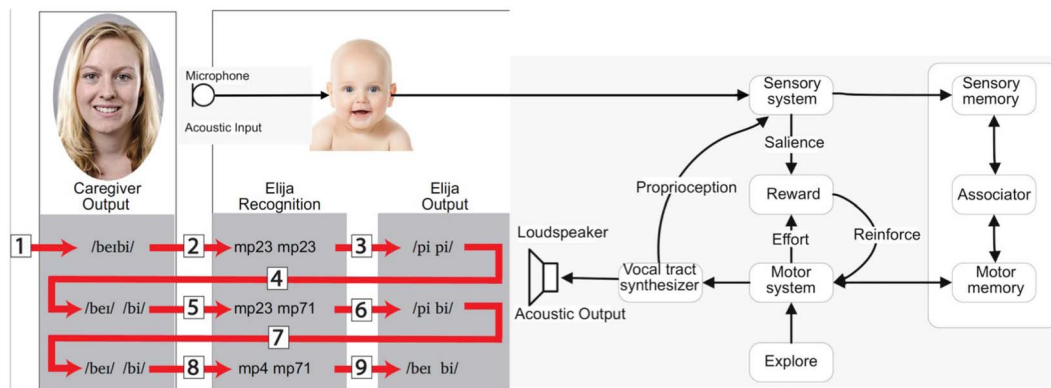 Microphone
Acoustic Input
Caregiver
Output
Elija
Recognition
Elija
Output
1
/beɪbi/
2
mp23 mp23
3
/pi pi/
4
/beɪ/ /bi/
5
mp23 mp71
6
/pi bi/
7
/beɪ/ /bi/
8
mp4 mp71
9
/beɪ bi/
Sensory
system
Sensory
memory
Salience
Proprioception
Reward
Associator
Loudspeaker
Effort
Reinforce
Vocal tract
synthesizer
Motor
system
Motor
memory
Acoustic Output
Explore